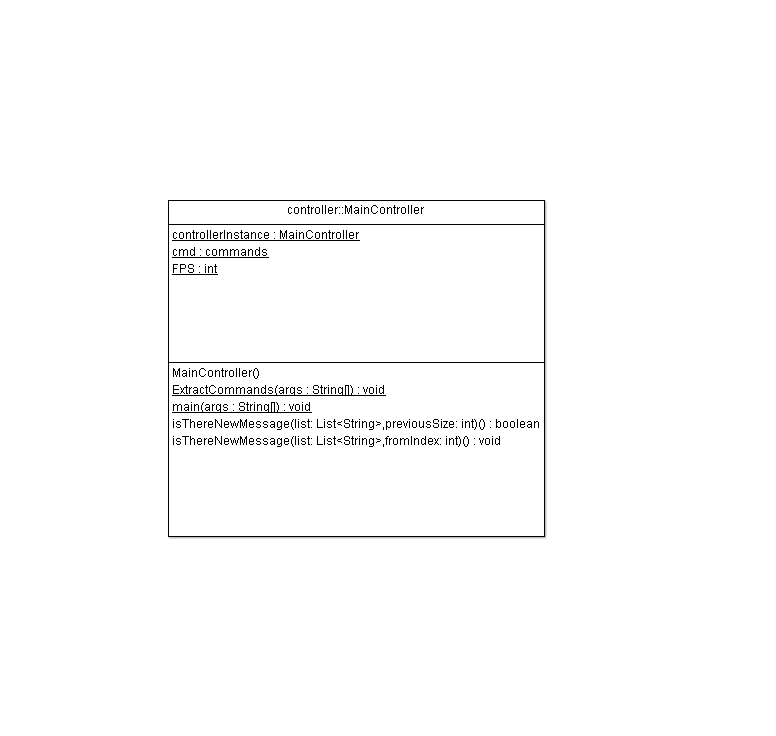 controller::MainController
controllerInstance : MainController
cmd : commands
FPS : int
MainController()
ExtractCommands(args : String[]) : void
main(args : String[]) : void
isThereNewMessage(list: List<String>,previousSize: int)() : boolean
isThereNewMessage(list: List<String>,fromIndex: int)() : void